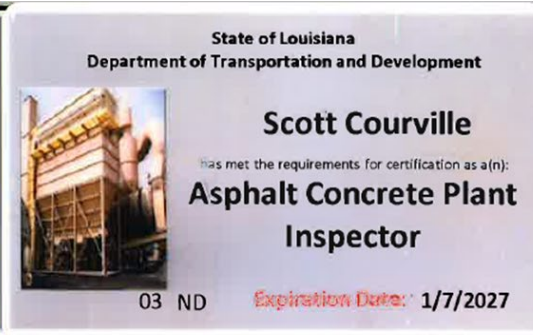 State of Louisiana
Department of Transportation and Development
Scott Courville
has met the requirements for certification as a(n):
Asphalt Concrete Plant
Inspector
03 ND Expiration Date: 1/7/2027